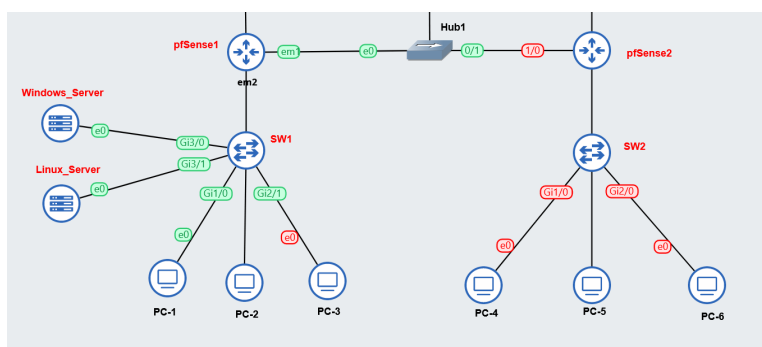 Hub1
pfSense1
em1
e0
0/1
1/0
pfSense2
em2
Windows_Server
e0
Gi3/0
SW1
SW2
Linux_Server
Gi3/1
e0
Gi1/0
Gi2/1
Gi1/0
Gi2/0
e0
e0
e0
e0
PC-1
PC-2
PC-3
PC-4
PC-5
PC-6